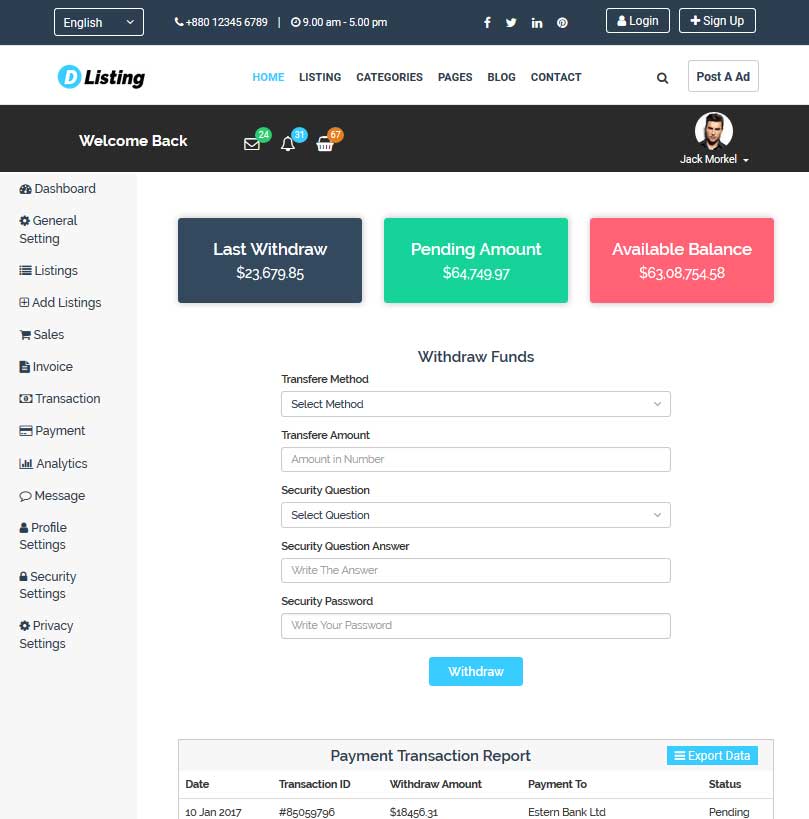 English +880 12345 6789 | 9.00 am - 5.00 pm Login Sign Up
D Listing HOME LISTING CATEGORIES PAGES BLOG CONTACT Post A Ad
Welcome Back 24 31 67
Jack Morkel
Dashboard
General
Setting
Listings
Add Listings
Sales
Invoice
Transaction
Payment
Analytics
Message
Profile
Settings
Security
Settings
Privacy
Settings
Last Withdraw
$23,679.85
Pending Amount
$64,749.97
Available Balance
$63,08,754.58
Withdraw Funds
Transfere Method
Select Method
Transfere Amount
Amount in Number
Security Question
Select Question
Security Question Answer
Write The Answer
Security Password
Write Your Password
Withdraw
Payment Transaction Report Export Data
Date Transaction ID Withdraw Amount Payment To Status
10 Jan 2017 #85059796 $18456.31 Estern Bank Ltd Pending